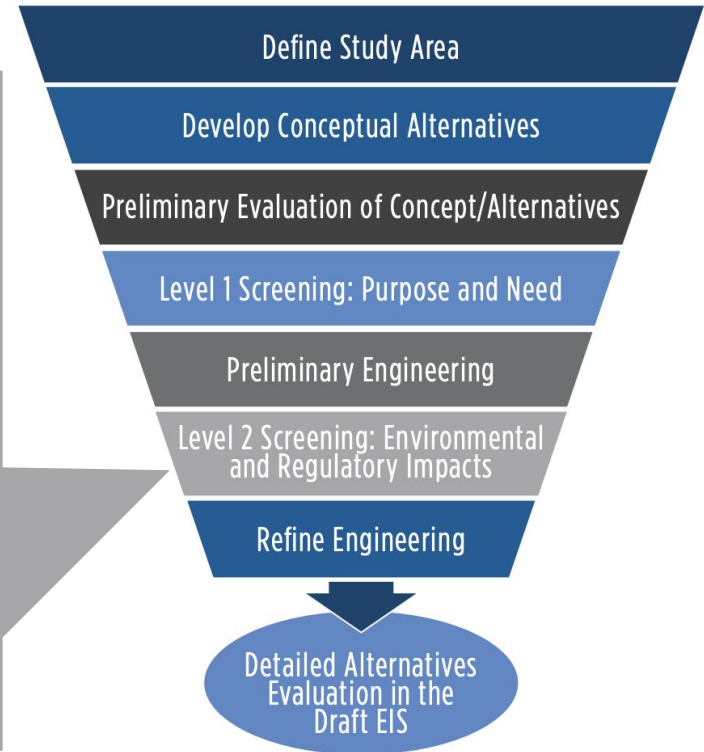 Define Study Area
Develop Conceptual Alternatives
Preliminary Evaluation of Concept/Alternatives
Level 1 Screening: Purpose and Need
Preliminary Engineering
Level 2 Screening: Environmental
and Regulatory Impacts
Refine Engineering
Detailed Alternatives
Evaluation in the
Draft EIS